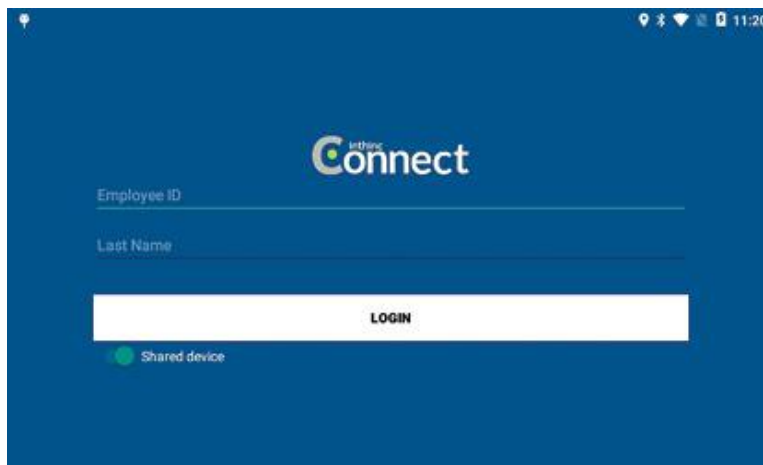 11:20
inthinc
Connect
Employee ID
Last Name
LOGIN
Shared device